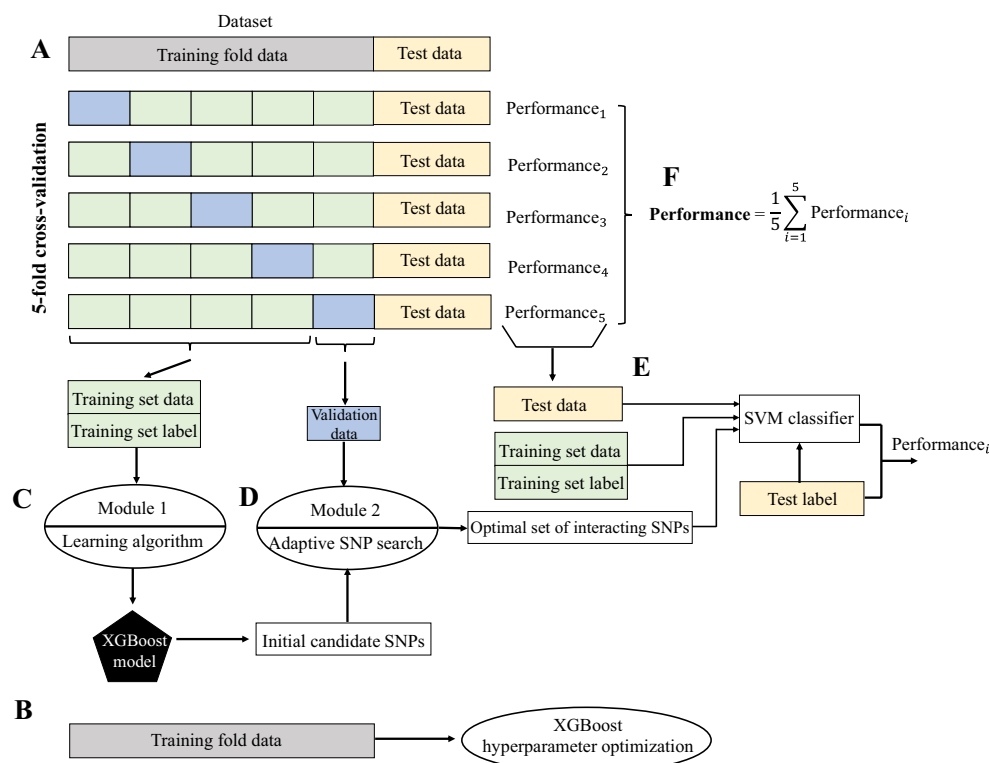 Dataset
A
Training fold data
Test data
5-fold cross-validation
Test data
Performance₁
Test data
Performance₂
Test data
Performance₃
Test data
Performance₄
Test data
Performance₅
F
Performance = 1/5 ∑ i=1 5 Performanceᵢ
Training set data
Training set label
Validation
data
E
Test data
Training set data
Training set label
SVM classifier
Performanceᵢ
Test label
C
Module 1
Learning algorithm
D
Module 2
Adaptive SNP search
Optimal set of interacting SNPs
XGBoost
model
Initial candidate SNPs
B
Training fold data
XGBoost
hyperparameter optimization